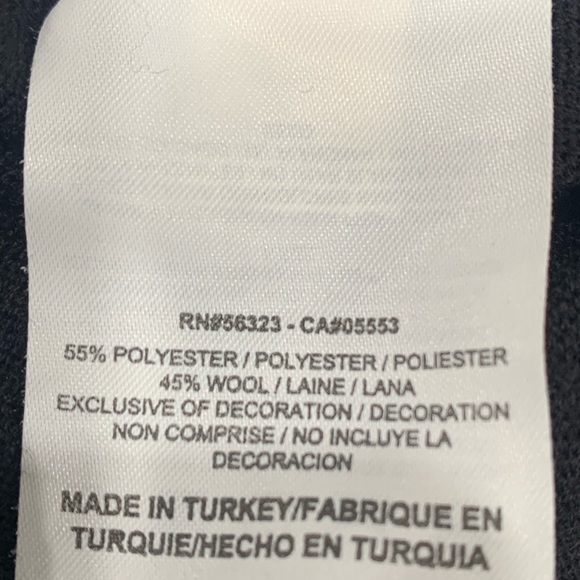 RN#56323 - CA#05553
55% POLYESTER / POLYESTER / POLIESTER
45% WOOL / LAINE / LANA
EXCLUSIVE OF DECORATION / DECORATION
NON COMPRISE / NO INCLUYE LA
DECORACION
MADE IN TURKEY/FABRIQUE EN
TURQUIE/HECHO EN TURQUIA